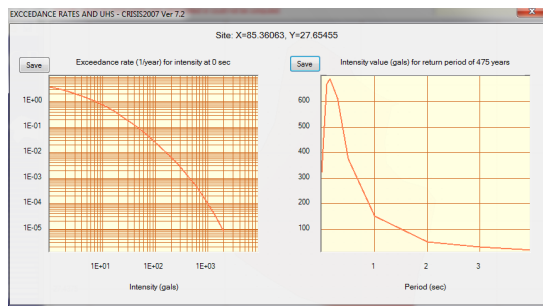 EXCCEDANCE RATES AND UHS - CRISIS2007 Ver 7.2
Site: X=85.36063, Y=27.65455
Save
Exceedance rate (1/year) for intensity at 0 sec
1E+00
1E-01
1E-02
1E-03
1E-04
1E-05
1E+01 1E+02 1E+03
Intensity (gals)
Save
Intensity value (gals) for return period of 475 years
600
500
400
300
200
100
1 2 3
Period (sec)